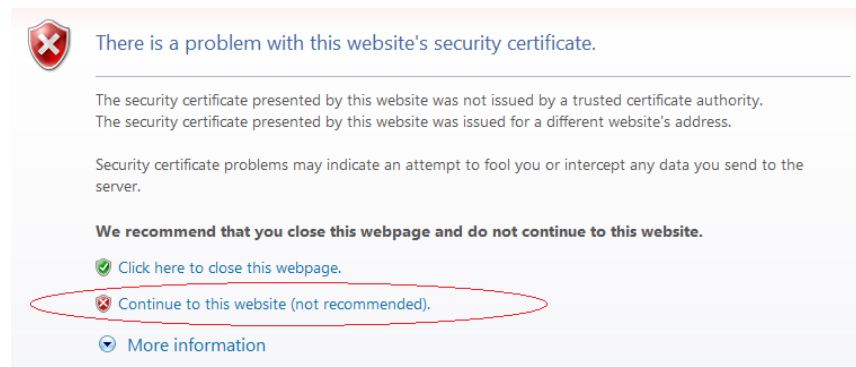 There is a problem with this website's security certificate.
The security certificate presented by this website was not issued by a trusted certificate authority.
The security certificate presented by this website was issued for a different website's address.
Security certificate problems may indicate an attempt to fool you or intercept any data you send to the
server.
We recommend that you close this webpage and do not continue to this website.
Click here to close this webpage.
Continue to this website (not recommended).
More information